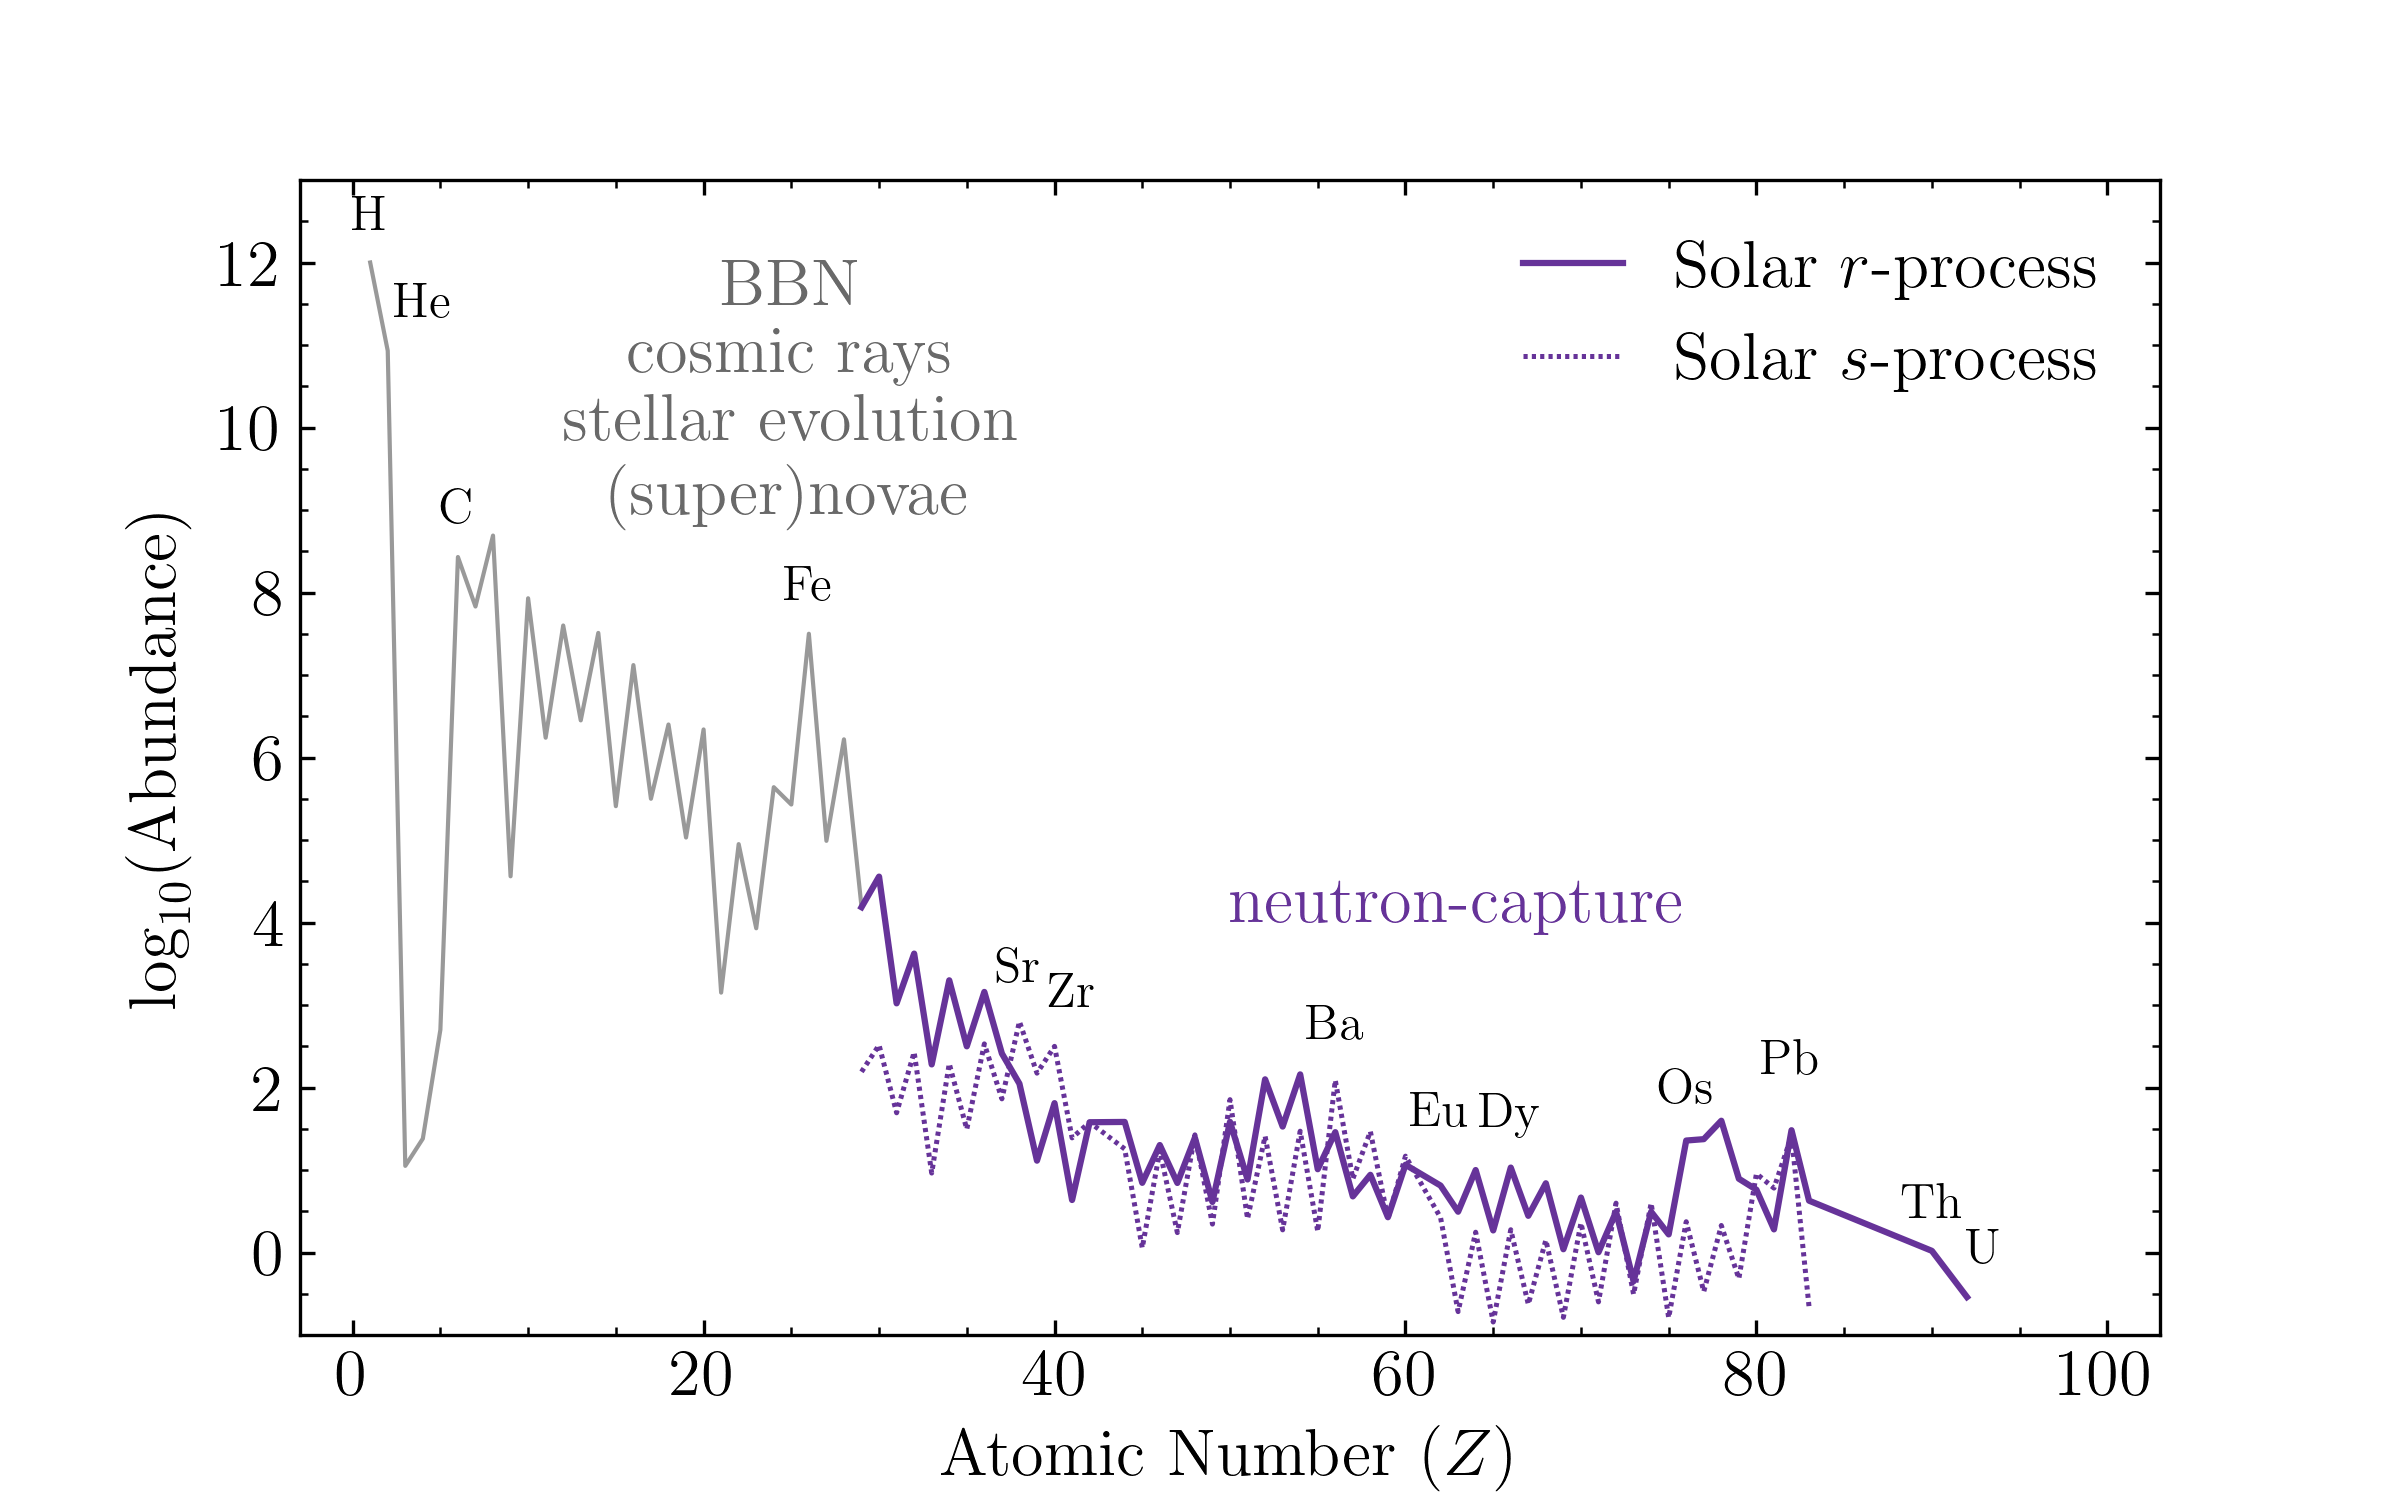 H
He
C
BBN
cosmic rays
stellar evolution
(super)novae
Fe
Solar r-process
Solar s-process
neutron-capture
Sr
Zr
Ba
Eu
Dy
Os
Pb
Th
U
12
10
8
6
4
2
0
log₁₀(Abundance)
0 20 40 60 80 100
Atomic Number (Z)